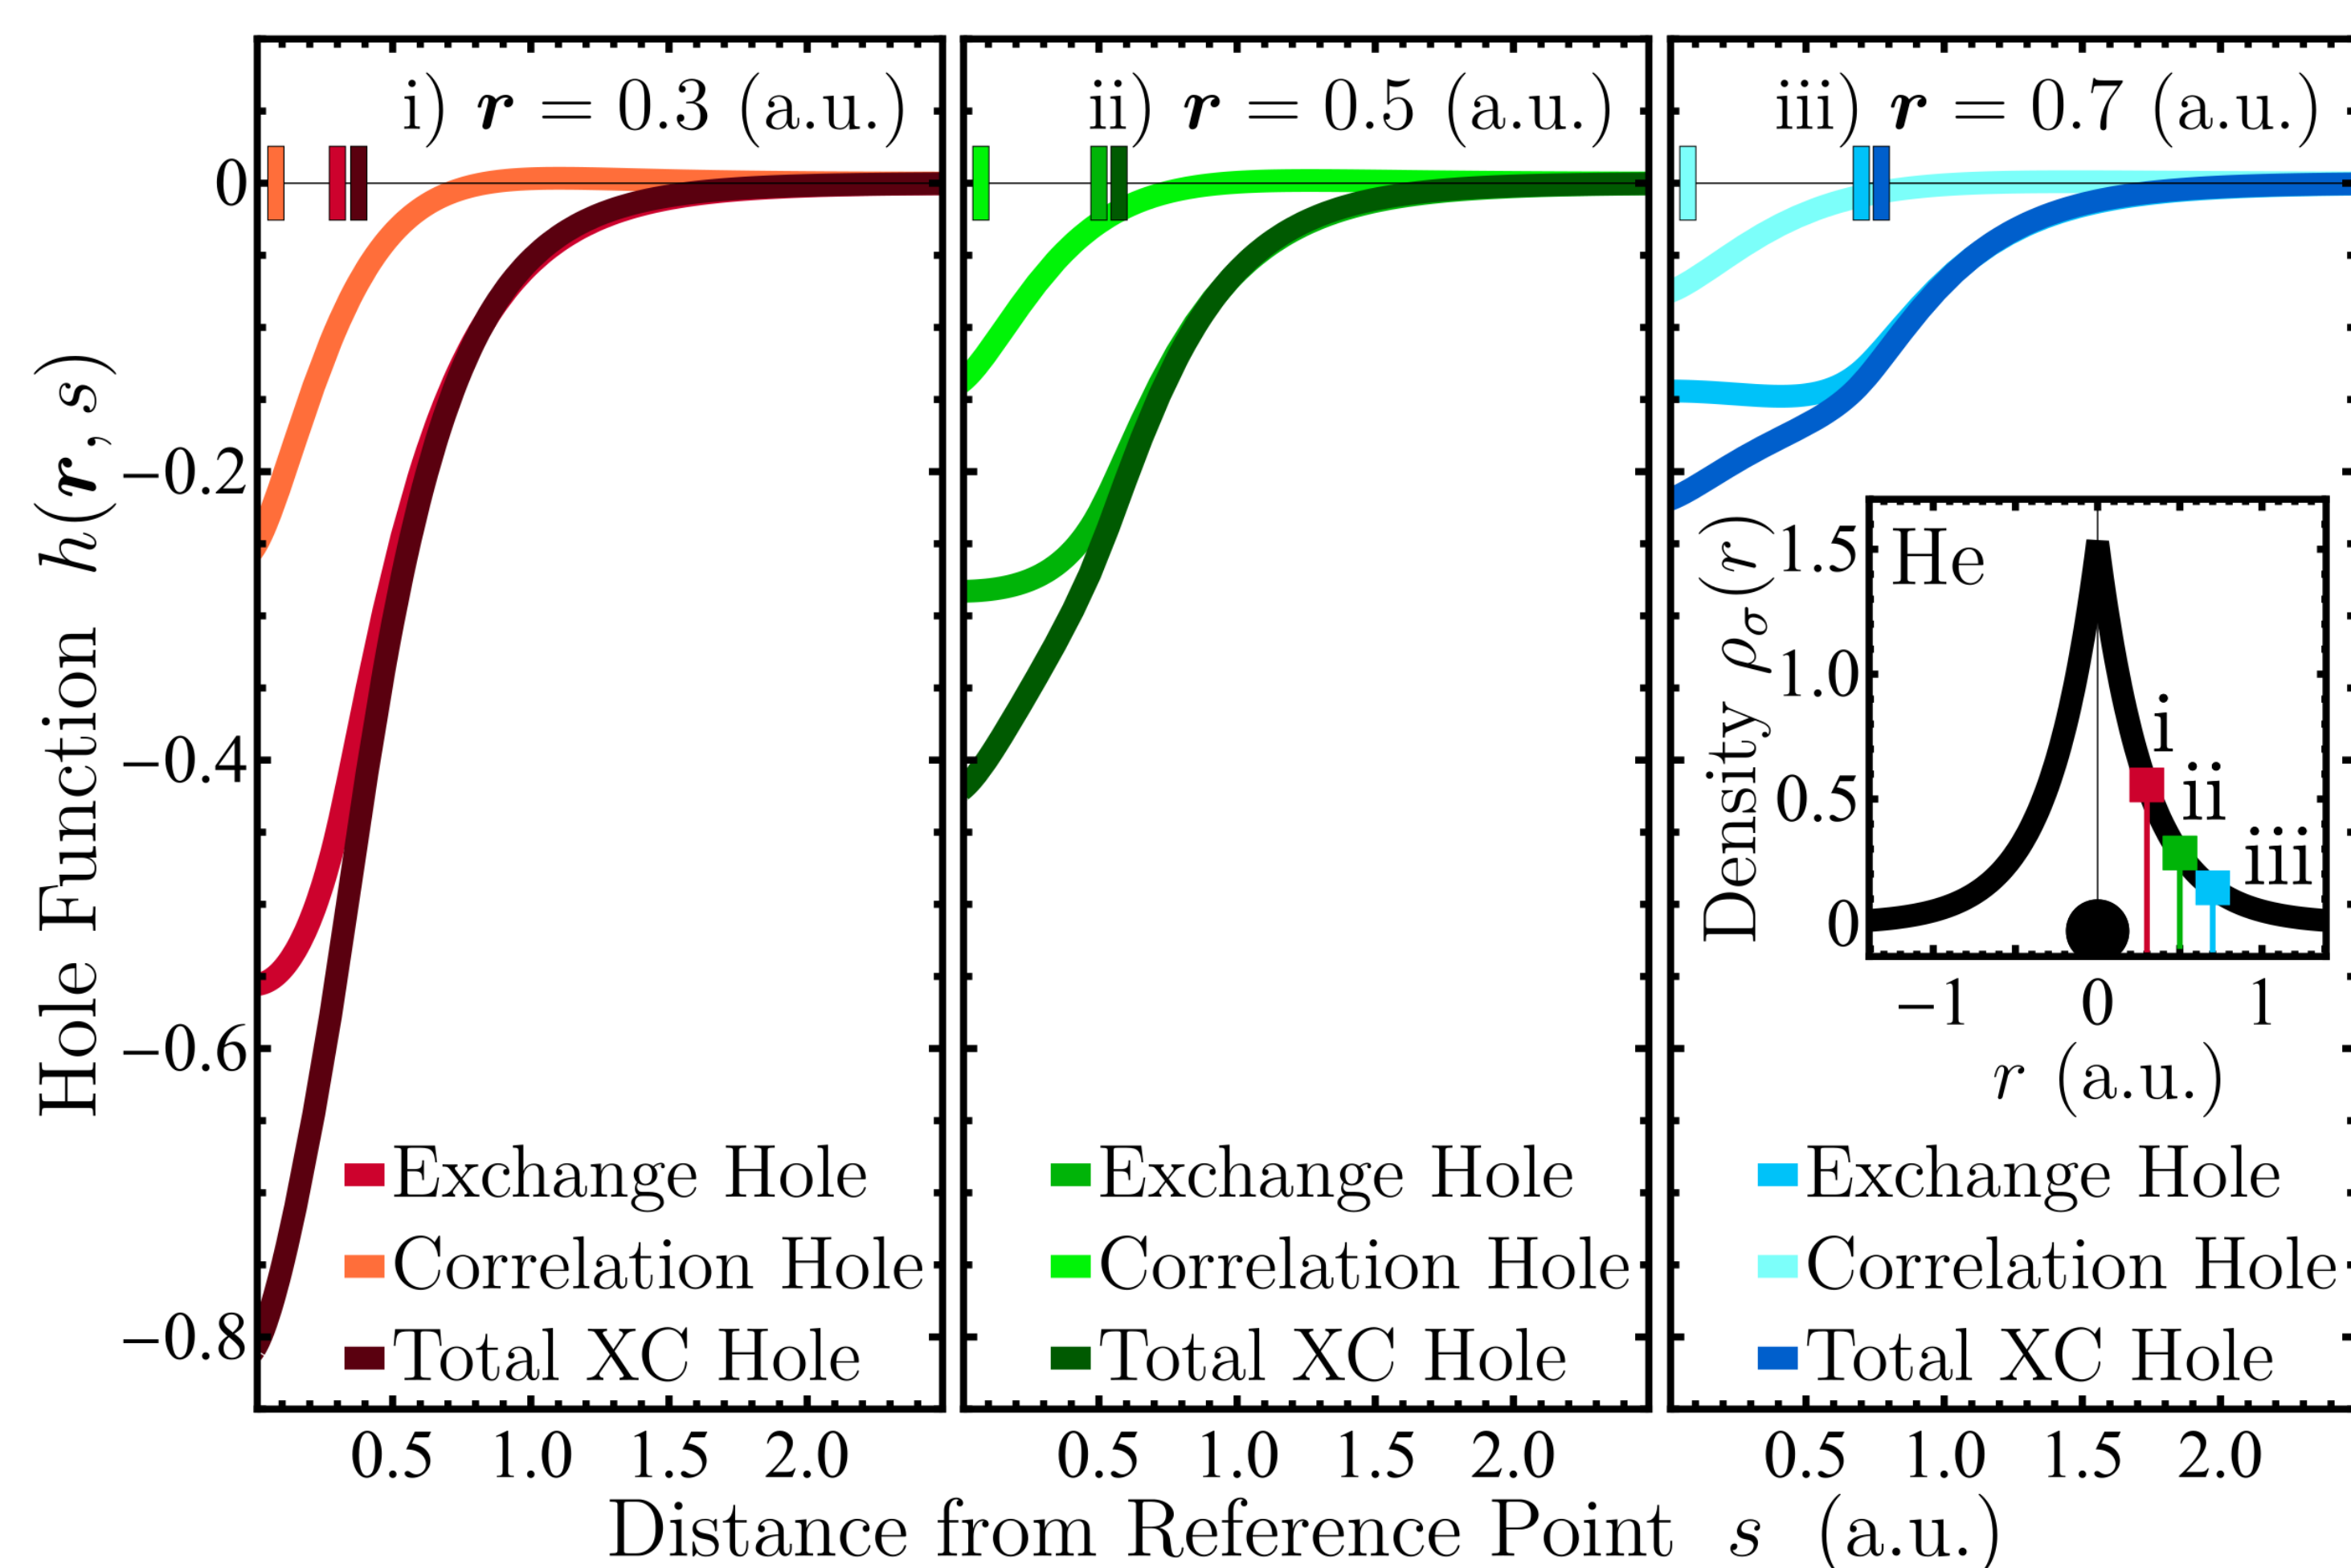 i) r = 0.3 (a.u.)
ii) r = 0.5 (a.u.)
iii) r = 0.7 (a.u.)
Hole Function h(r, s)
0
−0.2
−0.4
−0.6
−0.8
Exchange Hole
Correlation Hole
Total XC Hole
Exchange Hole
Correlation Hole
Total XC Hole
He
Density ρσ(r)
1.5
1.0
0.5
0
i
ii
iii
−1 0 1
r (a.u.)
Exchange Hole
Correlation Hole
Total XC Hole
0.5 1.0 1.5 2.0
0.5 1.0 1.5 2.0
0.5 1.0 1.5 2.0
Distance from Reference Point s (a.u.)